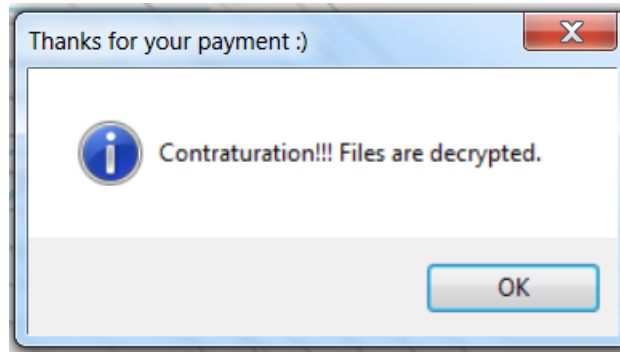 Thanks for your payment :)
Contraturation!!! Files are decrypted.
OK